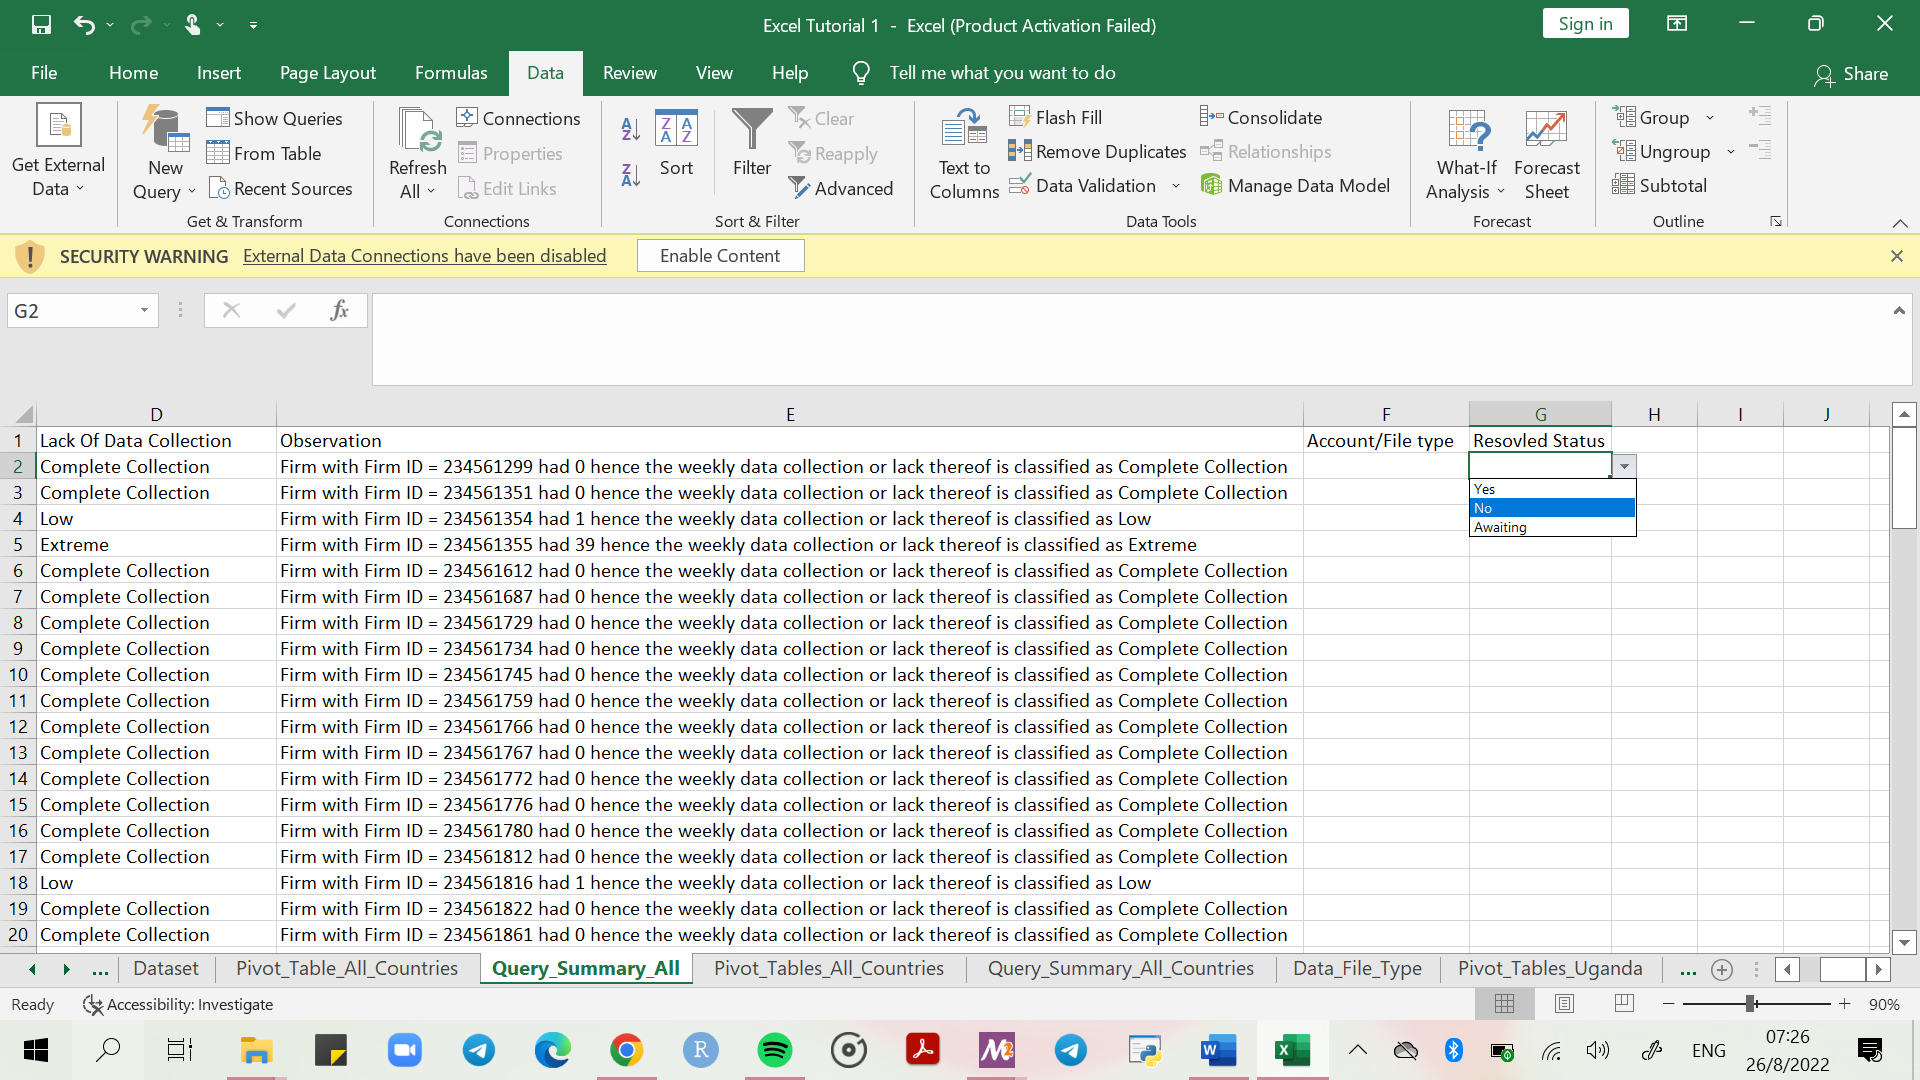 Excel Tutorial 1 - Excel (Product Activation Failed)
Sign in
File Home Insert Page Layout Formulas Data Review View Help Tell me what you want to do Share
Get External Data
New Query
Show Queries
From Table
Recent Sources
Get & Transform
Refresh All
Connections
Properties
Edit Links
Connections
Sort
Filter
Clear
Reapply
Advanced
Sort & Filter
Text to Columns
Flash Fill
Remove Duplicates
Data Validation
Consolidate
Relationships
Manage Data Model
Data Tools
What-If Analysis
Forecast Sheet
Forecast
Group
Ungroup
Subtotal
Outline
SECURITY WARNING External Data Connections have been disabled Enable Content
G2 fx
D E F G H I J
1 Lack Of Data Collection Observation Account/File type Resovled Status
2 Complete Collection Firm with Firm ID = 234561299 had 0 hence the weekly data collection or lack thereof is classified as Complete Collection
3 Complete Collection Firm with Firm ID = 234561351 had 0 hence the weekly data collection or lack thereof is classified as Complete Collection
Yes
4 Low Firm with Firm ID = 234561354 had 1 hence the weekly data collection or lack thereof is classified as Low
No
Awaiting
5 Extreme Firm with Firm ID = 234561355 had 39 hence the weekly data collection or lack thereof is classified as Extreme
6 Complete Collection Firm with Firm ID = 234561612 had 0 hence the weekly data collection or lack thereof is classified as Complete Collection
7 Complete Collection Firm with Firm ID = 234561687 had 0 hence the weekly data collection or lack thereof is classified as Complete Collection
8 Complete Collection Firm with Firm ID = 234561729 had 0 hence the weekly data collection or lack thereof is classified as Complete Collection
9 Complete Collection Firm with Firm ID = 234561734 had 0 hence the weekly data collection or lack thereof is classified as Complete Collection
10 Complete Collection Firm with Firm ID = 234561745 had 0 hence the weekly data collection or lack thereof is classified as Complete Collection
11 Complete Collection Firm with Firm ID = 234561759 had 0 hence the weekly data collection or lack thereof is classified as Complete Collection
12 Complete Collection Firm with Firm ID = 234561766 had 0 hence the weekly data collection or lack thereof is classified as Complete Collection
13 Complete Collection Firm with Firm ID = 234561767 had 0 hence the weekly data collection or lack thereof is classified as Complete Collection
14 Complete Collection Firm with Firm ID = 234561772 had 0 hence the weekly data collection or lack thereof is classified as Complete Collection
15 Complete Collection Firm with Firm ID = 234561776 had 0 hence the weekly data collection or lack thereof is classified as Complete Collection
16 Complete Collection Firm with Firm ID = 234561780 had 0 hence the weekly data collection or lack thereof is classified as Complete Collection
17 Complete Collection Firm with Firm ID = 234561812 had 0 hence the weekly data collection or lack thereof is classified as Complete Collection
18 Low Firm with Firm ID = 234561816 had 1 hence the weekly data collection or lack thereof is classified as Low
19 Complete Collection Firm with Firm ID = 234561822 had 0 hence the weekly data collection or lack thereof is classified as Complete Collection
20 Complete Collection Firm with Firm ID = 234561861 had 0 hence the weekly data collection or lack thereof is classified as Complete Collection
... Dataset Pivot_Table_All_Countries Query_Summary_All Pivot_Tables_All_Countries Query_Summary_All_Countries Data_File_Type Pivot_Tables_Uganda ...
Ready Accessibility: Investigate 90%
ENG
07:26
26/8/2022